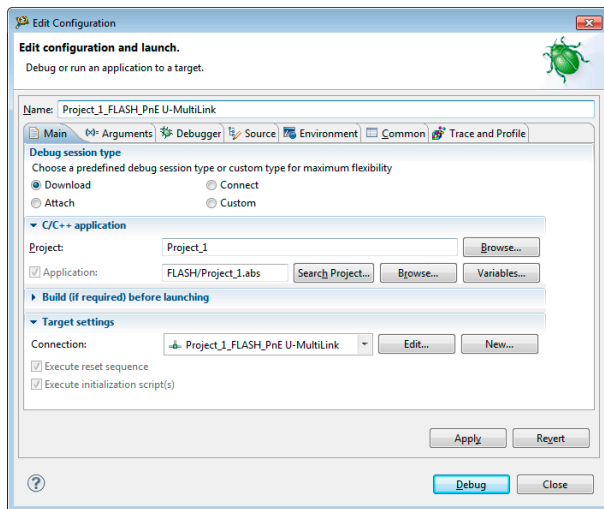 Edit Configuration
Edit configuration and launch.
Debug or run an application to a target.
Name: Project_1_FLASH_PnE U-MultiLink
Main (x)= Arguments Debugger Source Environment Common Trace and Profile
Debug session type
Choose a predefined debug session type or custom type for maximum flexibility
Download Connect
Attach Custom
C/C++ application
Project: Project_1 Browse...
Application: FLASH/Project_1.abs Search Project... Browse... Variables...
Build (if required) before launching
Target settings
Connection: Project_1_FLASH_PnE U-MultiLink Edit... New...
Execute reset sequence
Execute initialization script(s)
Apply Revert
? Debug Close